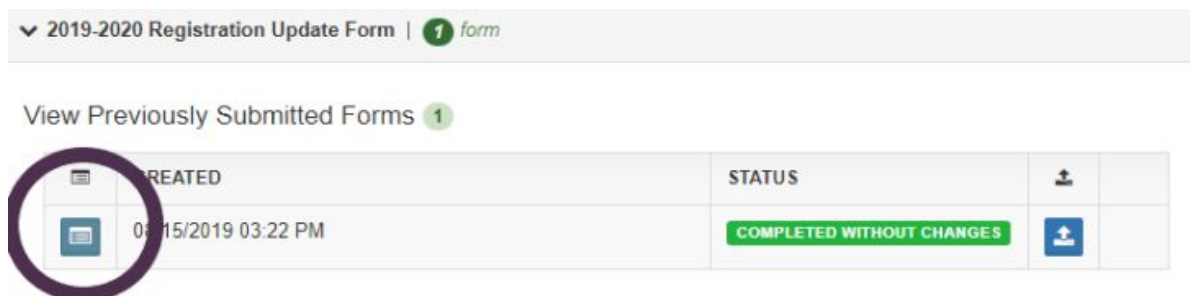 2019-2020 Registration Update Form | 1 form
View Previously Submitted Forms 1
CREATED STATUS
08/15/2019 03:22 PM COMPLETED WITHOUT CHANGES